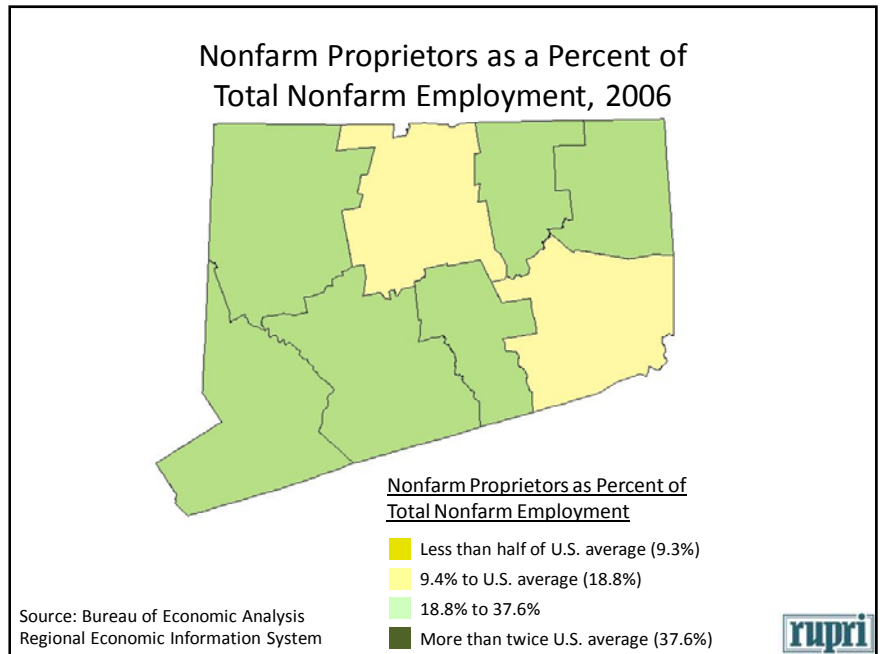 Nonfarm Proprietors as a Percent of
Total Nonfarm Employment, 2006
Nonfarm Proprietors as Percent of
Total Nonfarm Employment
Less than half of U.S. average (9.3%)
9.4% to U.S. average (18.8%)
18.8% to 37.6%
More than twice U.S. average (37.6%)
Source: Bureau of Economic Analysis
Regional Economic Information System
rupri